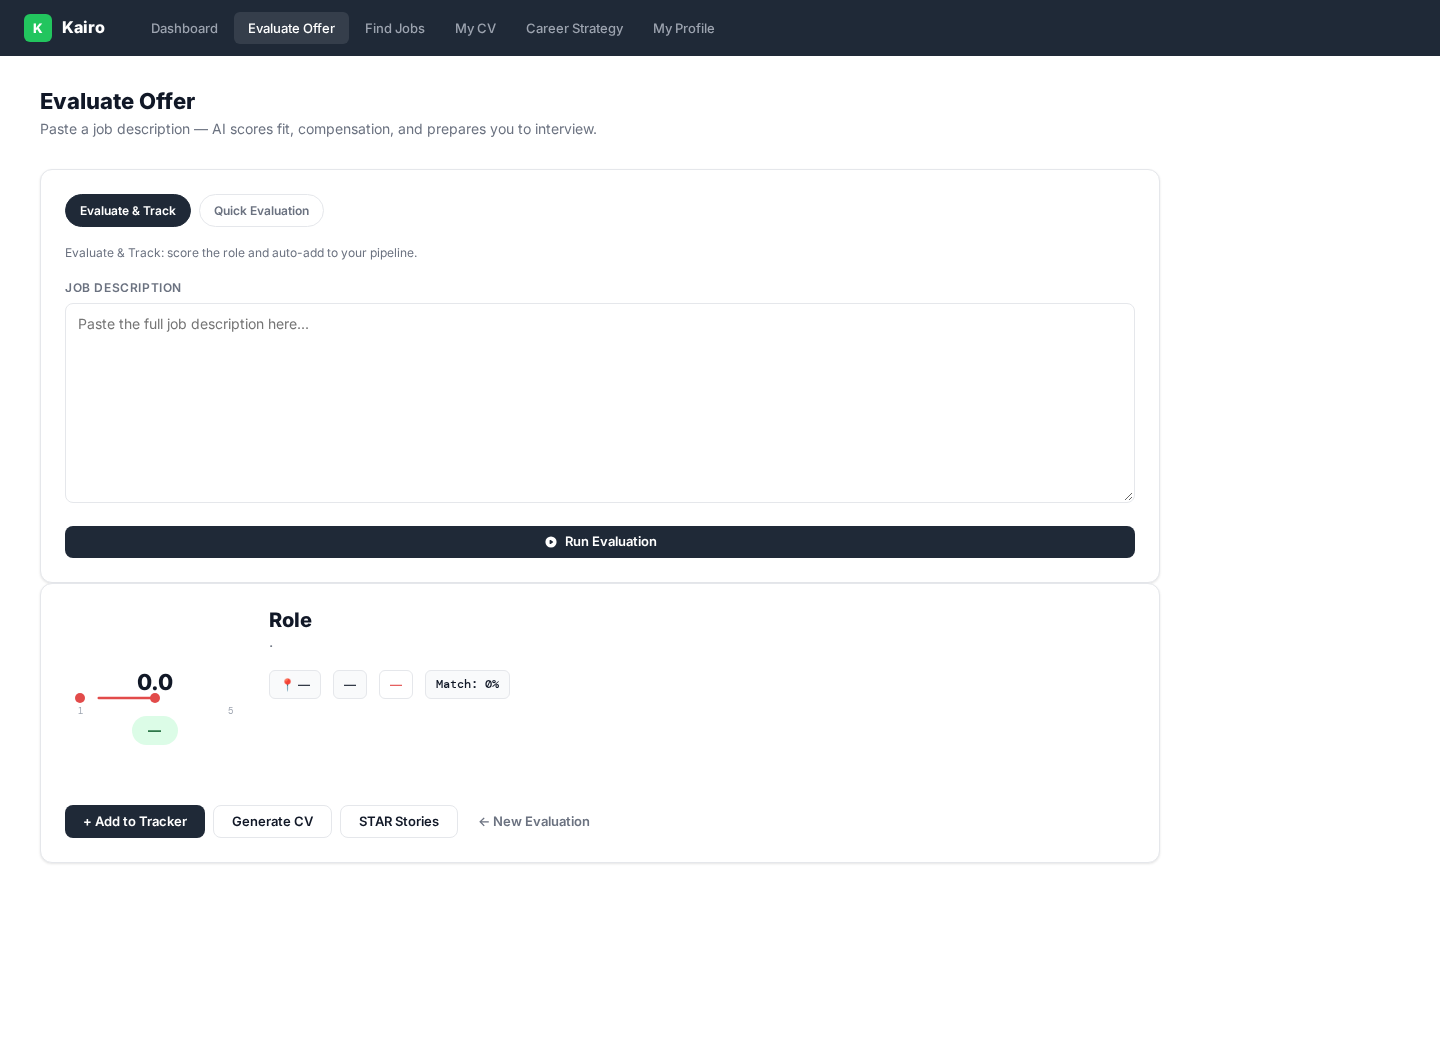 K Kairo Dashboard Evaluate Offer Find Jobs My CV Career Strategy My Profile
Evaluate Offer
Paste a job description — AI scores fit, compensation, and prepares you to interview.
Evaluate & Track Quick Evaluation
Evaluate & Track: score the role and auto-add to your pipeline.
JOB DESCRIPTION
Paste the full job description here...
Run Evaluation
Role
·
0.0
📍 — — — Match: 0%
1 5
—
+ Add to Tracker Generate CV STAR Stories ← New Evaluation